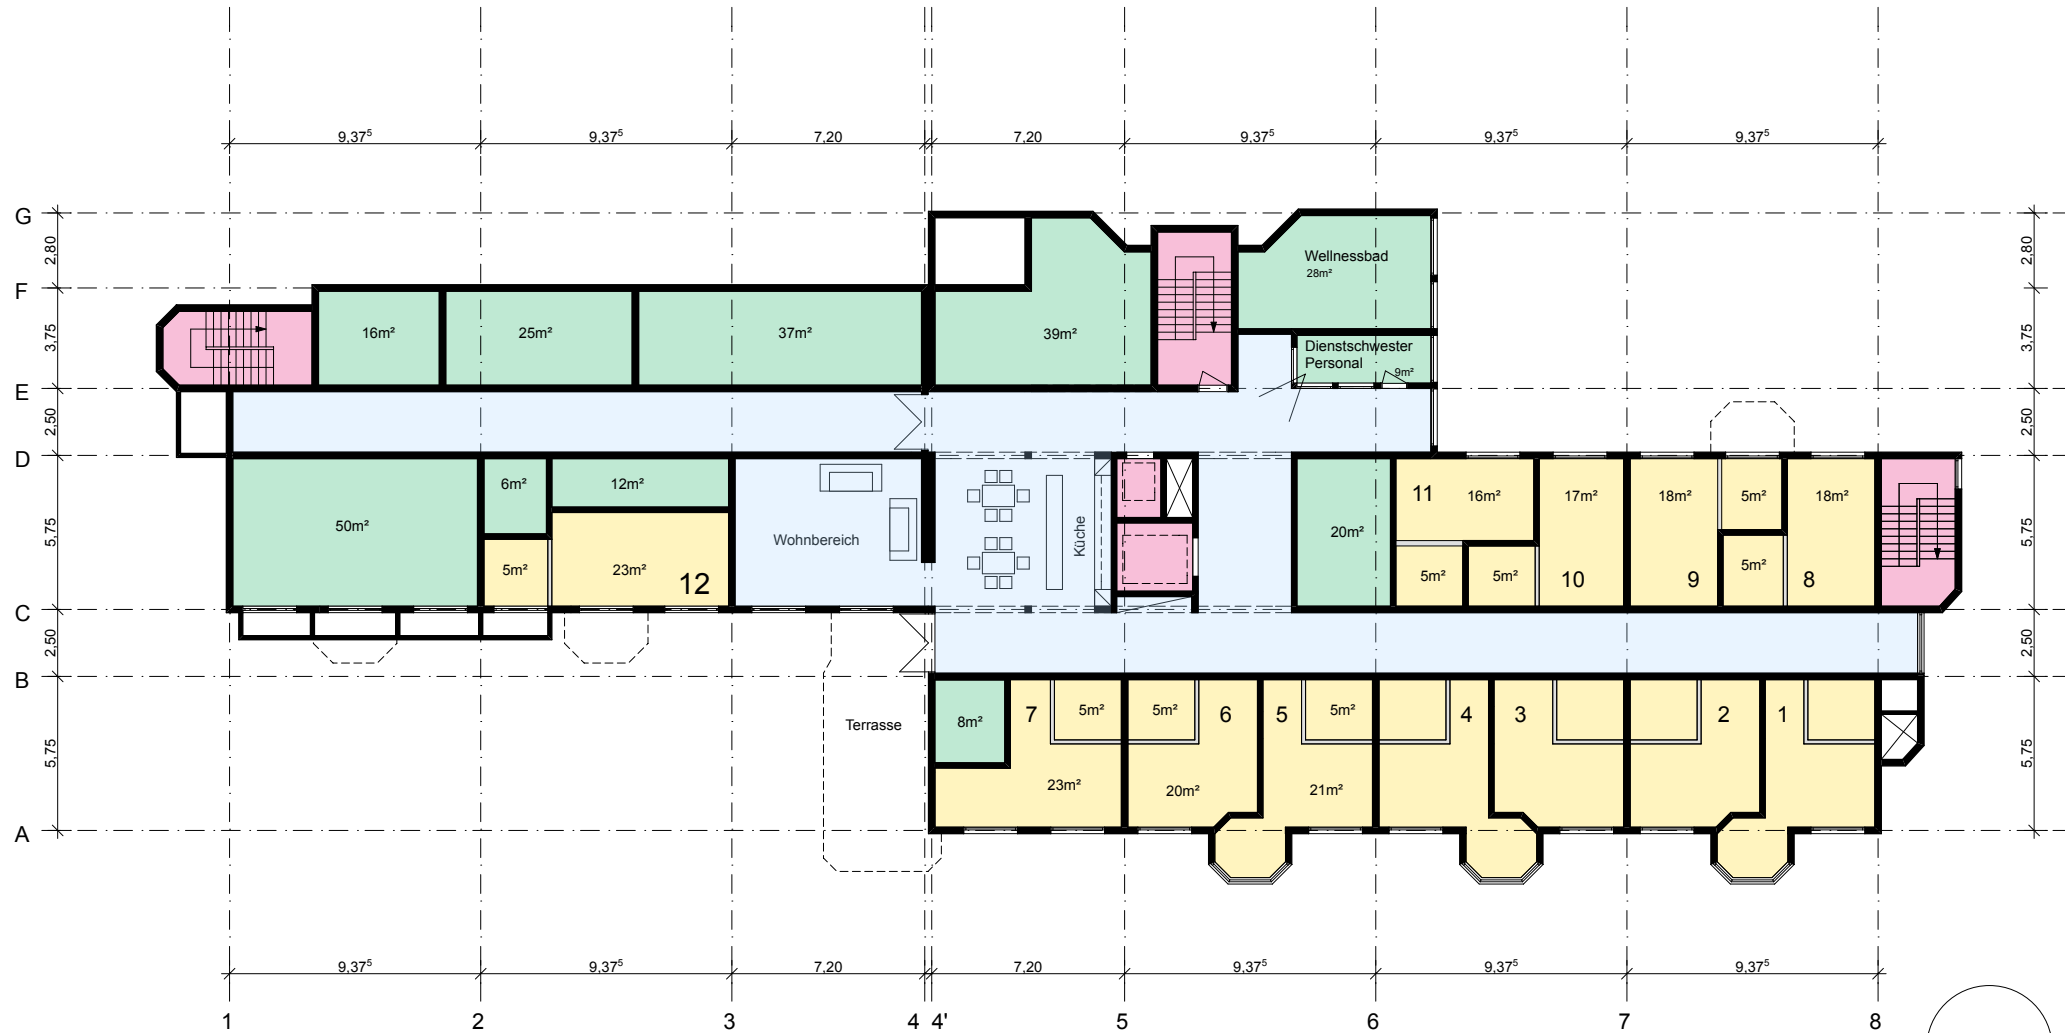 9,37⁵ 9,37⁵ 7,20 7,20 9,37⁵ 9,37⁵ 9,37⁵
G
2,80 2,80
Wellnessbad
28m²
F
3,75 3,75
16m² 25m² 37m² 39m²
Dienstschwester
Personal
9m²
E
2,50 2,50
D
6m² 12m²
11 16m² 17m² 18m² 5m² 18m²
50m² 20m²
5,75 Wohnbereich Küche 5,75
5m² 23m² 12
5m² 5m² 10 9 5m² 8
C
2,50 2,50
B
Terrasse 8m² 7 5m² 5m² 6 5 5m² 4 3 2 1
5,75 5,75
23m² 20m² 21m²
A
9,37⁵ 9,37⁵ 7,20 7,20 9,37⁵ 9,37⁵ 9,37⁵
1 2 3 4 4' 5 6 7 8